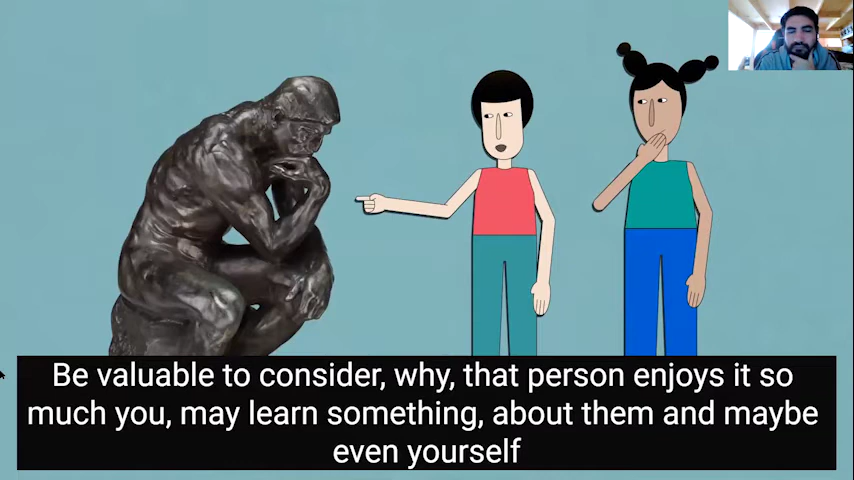 Be valuable to consider, why, that person enjoys it so
much you, may learn something, about them and maybe
even yourself